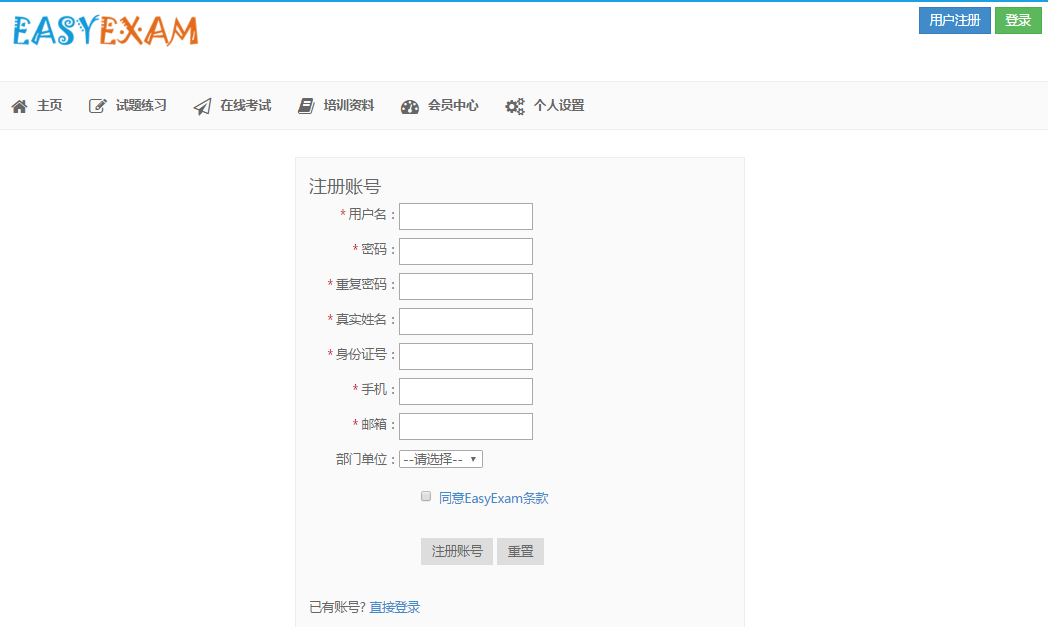 EASYEXAM
用户注册 登录
主页 试题练习 在线考试 培训资料 会员中心 个人设置
注册账号
* 用户名：
* 密码：
* 重复密码：
* 真实姓名：
* 身份证号：
* 手机：
* 邮箱：
部门单位： --请选择--
同意EasyExam条款
注册账号 重置
已有账号? 直接登录